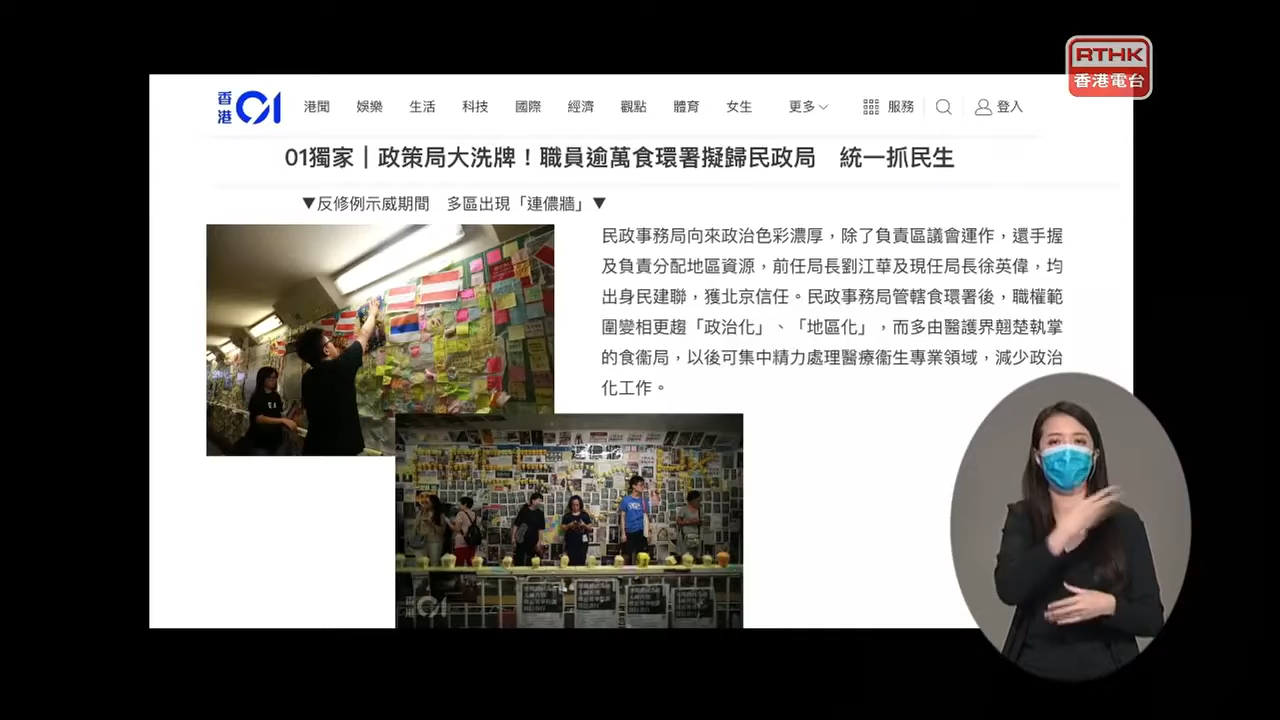 RTHK
香港電台
香港01
港聞 娛樂 生活 科技 國際 經濟 觀點 體育 女生 更多 服務 登入
01獨家｜政策局大洗牌！職員逾萬食環署擬歸民政局 統一抓民生
▼反修例示威期間 多區出現「連儂牆」▼
民政事務局向來政治色彩濃厚，除了負責區議會運作，還手握
及負責分配地區資源，前任局長劉江華及現任局長徐英偉，均
出身民建聯，獲北京信任。民政事務局管轄食環署後，職權範
圍變相更趨「政治化」、「地區化」，而多由醫護界翹楚執掌
的食衞局，以後可集中精力處理醫療衞生專業領域，減少政治
化工作。
香港01